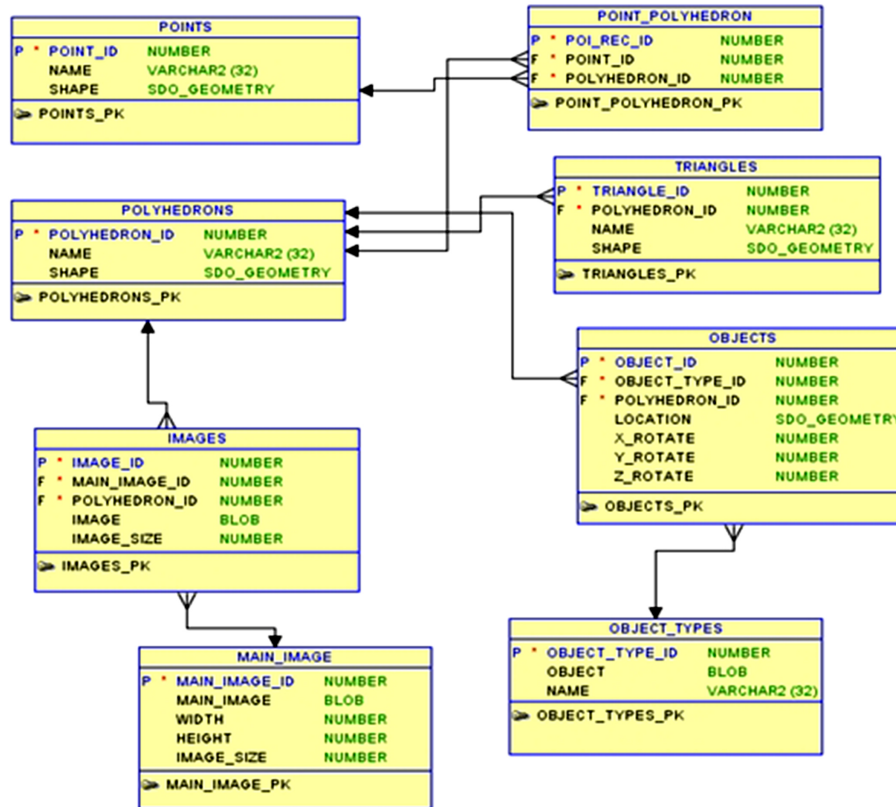 POINTS
P * POINT_ID NUMBER
NAME VARCHAR2 (32)
SHAPE SDO_GEOMETRY
POINTS_PK
POINT_POLYHEDRON
P * POI_REC_ID NUMBER
F * POINT_ID NUMBER
F * POLYHEDRON_ID NUMBER
POINT_POLYHEDRON_PK
TRIANGLES
P * TRIANGLE_ID NUMBER
F * POLYHEDRON_ID NUMBER
NAME VARCHAR2 (32)
SHAPE SDO_GEOMETRY
TRIANGLES_PK
POLYHEDRONS
P * POLYHEDRON_ID NUMBER
NAME VARCHAR2 (32)
SHAPE SDO_GEOMETRY
POLYHEDRONS_PK
OBJECTS
P * OBJECT_ID NUMBER
F * OBJECT_TYPE_ID NUMBER
F * POLYHEDRON_ID NUMBER
LOCATION SDO_GEOMETRY
X_ROTATE NUMBER
Y_ROTATE NUMBER
Z_ROTATE NUMBER
OBJECTS_PK
IMAGES
P * IMAGE_ID NUMBER
F * MAIN_IMAGE_ID NUMBER
F * POLYHEDRON_ID NUMBER
IMAGE BLOB
IMAGE_SIZE NUMBER
IMAGES_PK
OBJECT_TYPES
P * OBJECT_TYPE_ID NUMBER
OBJECT BLOB
NAME VARCHAR2 (32)
OBJECT_TYPES_PK
MAIN_IMAGE
P * MAIN_IMAGE_ID NUMBER
MAIN_IMAGE BLOB
WIDTH NUMBER
HEIGHT NUMBER
IMAGE_SIZE NUMBER
MAIN_IMAGE_PK